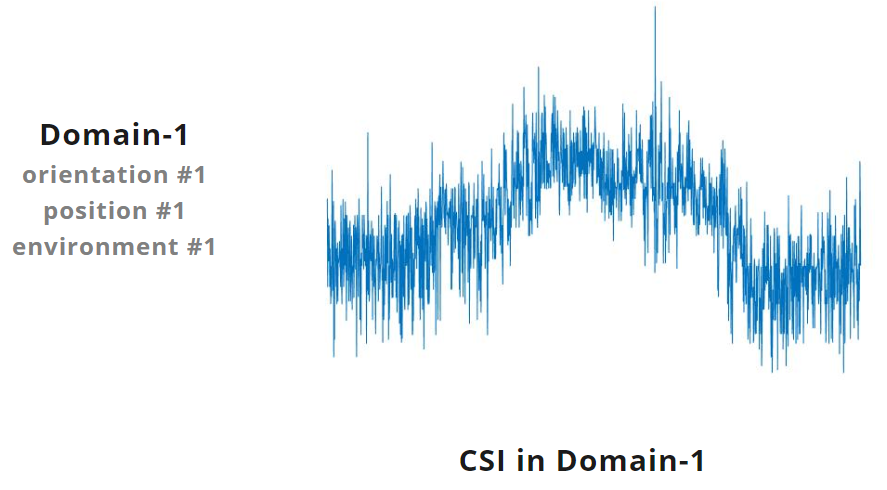 Domain-1
orientation #1
position #1
environment #1
CSI in Domain-1